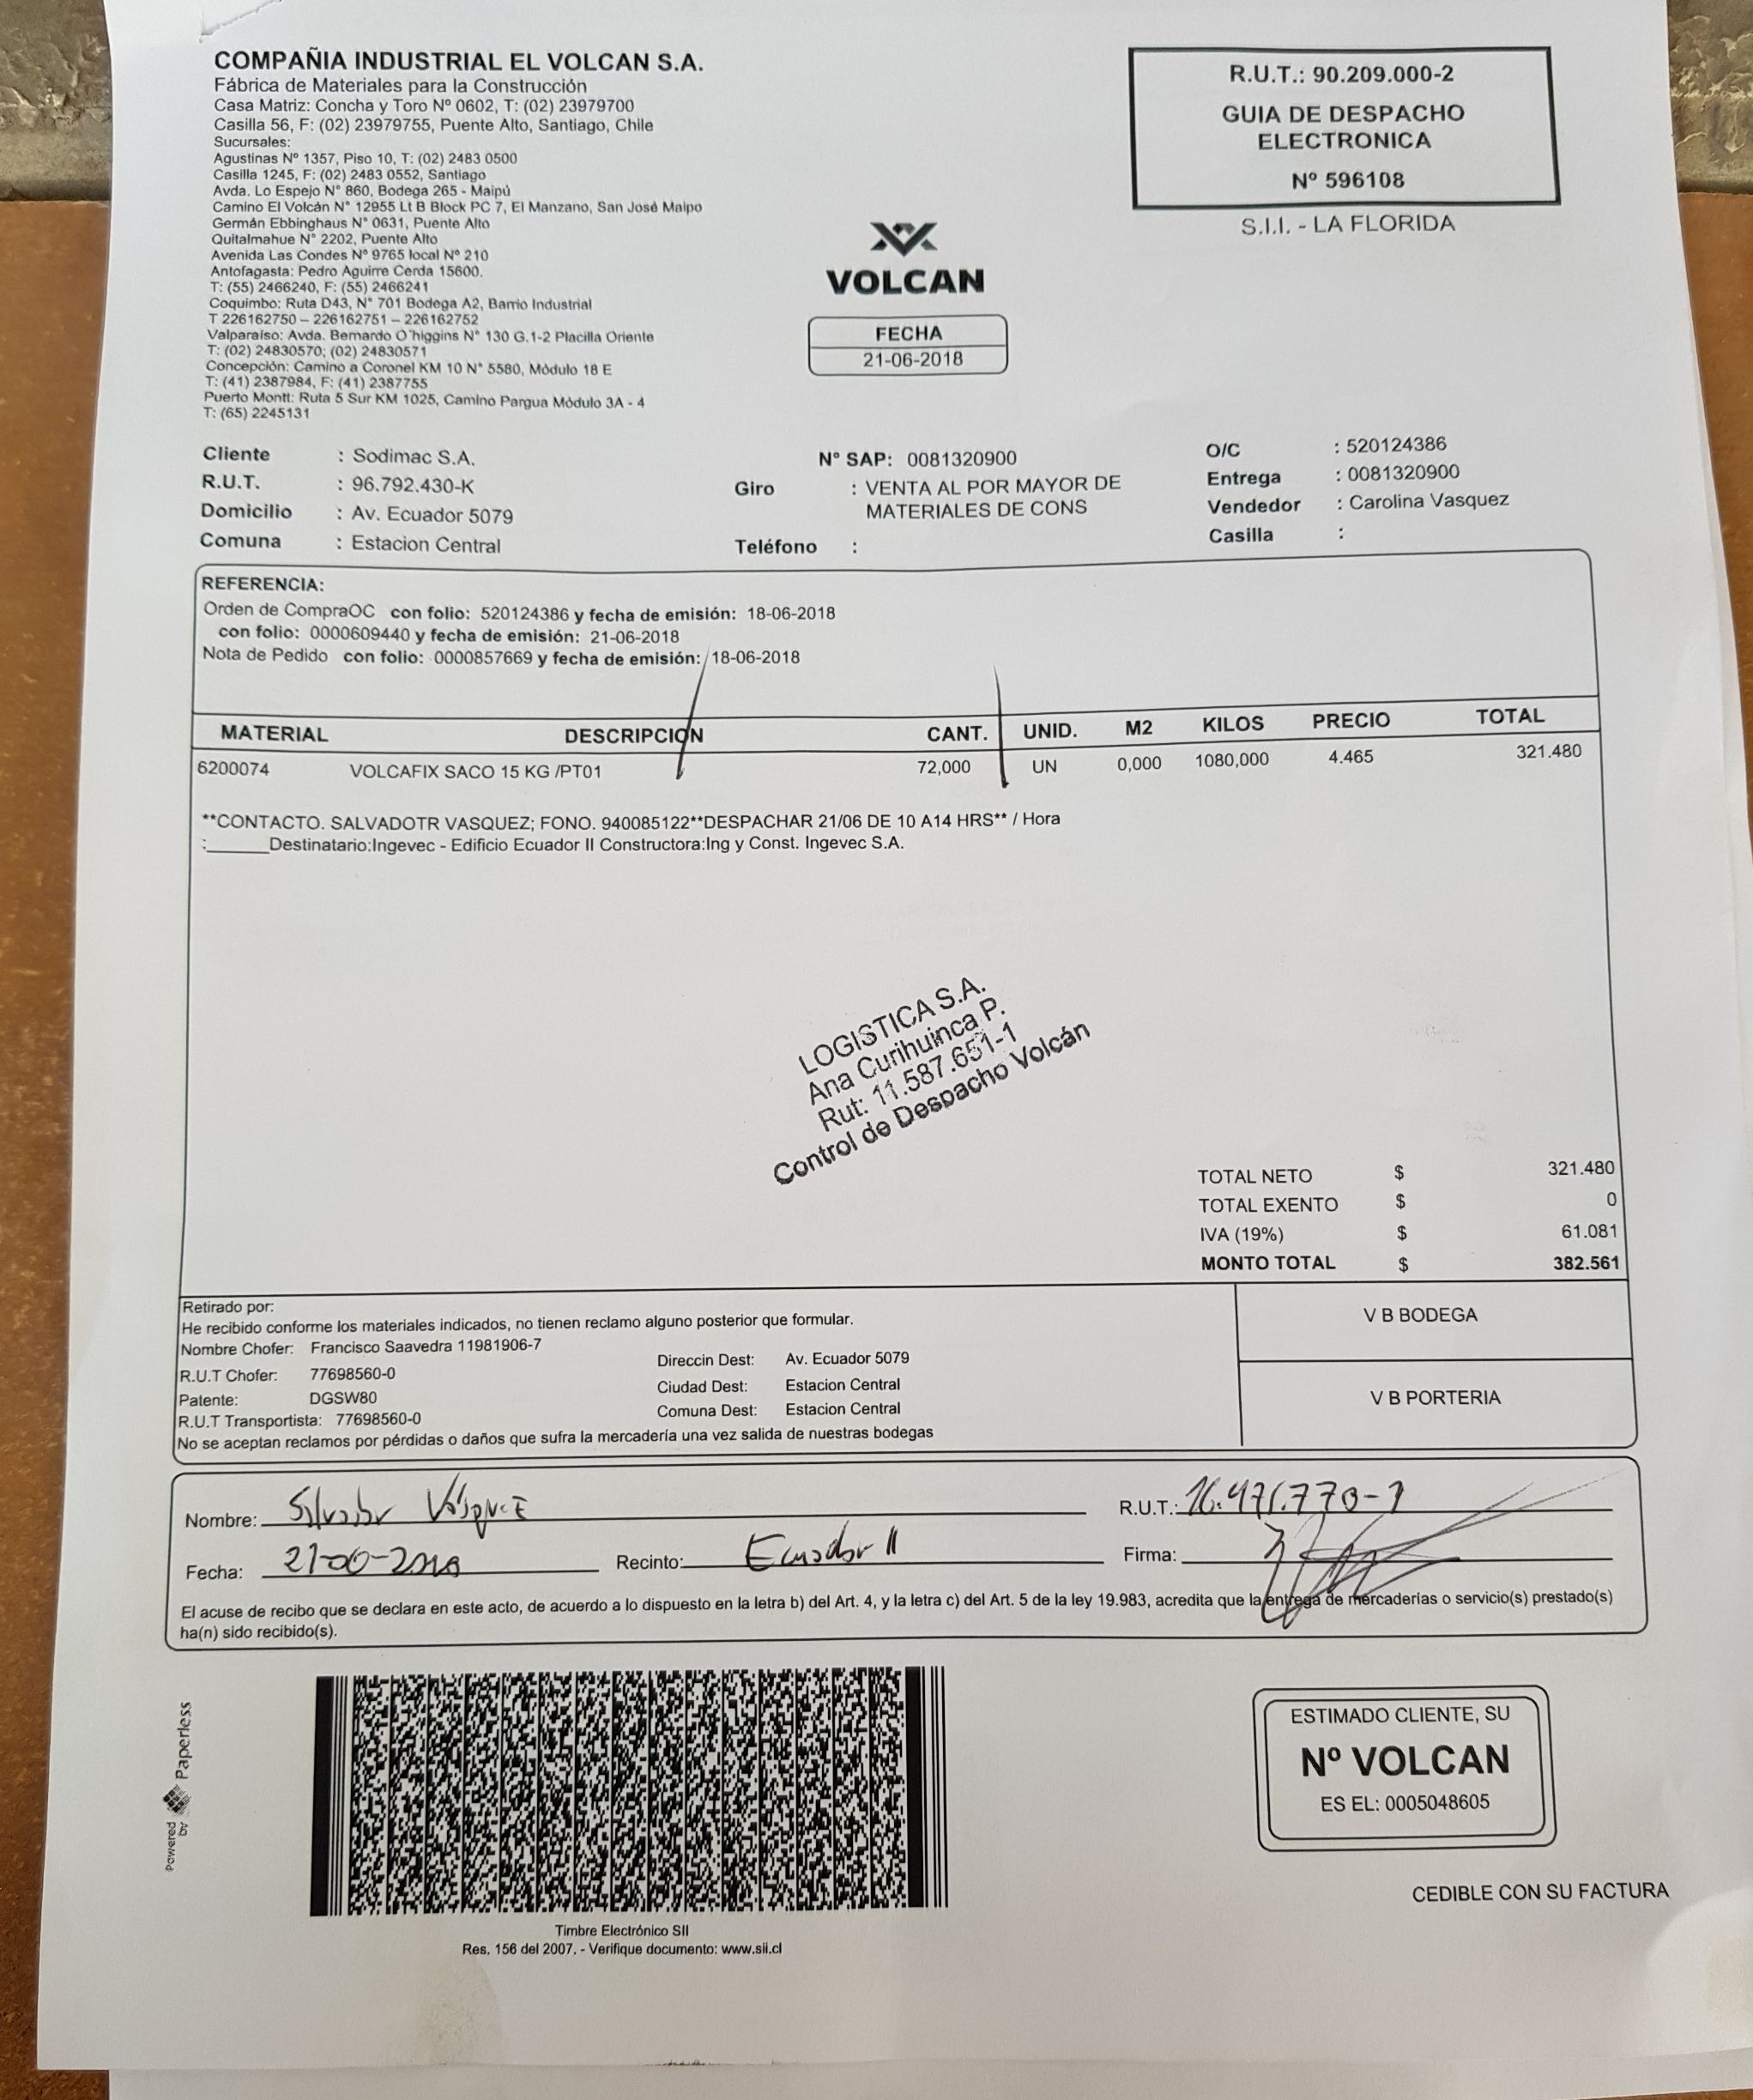 COMPAÑIA INDUSTRIAL EL VOLCAN S.A.
Fábrica de Materiales para la Construcción
Casa Matriz: Concha y Toro Nº 0602, T: (02) 23979700
Casilla 56, F: (02) 23979755, Puente Alto, Santiago, Chile
Sucursales:
Agustinas Nº 1357, Piso 10, T: (02) 2483 0500
Casilla 1245, F: (02) 2483 0552, Santiago
Avda. Lo Espejo N° 860, Bodega 265 - Maipú
Camino El Volcán N° 12955 Lt B Block PC 7, El Manzano, San José Maipo
Germán Ebbinghaus N° 0631, Puente Alto
Quitalmahue N° 2202, Puente Alto
Avenida Las Condes Nº 9765 local Nº 210
Antofagasta: Pedro Aguirre Cerda 15600.
T: (55) 2466240, F: (55) 2466241
Coquimbo: Ruta D43, N° 701 Bodega A2, Barrio Industrial
T 226162750 – 226162751 – 226162752
Valparaíso: Avda. Bernardo O'higgins N° 130 G.1-2 Placilla Oriente
T: (02) 24830570; (02) 24830571
Concepción: Camino a Coronel KM 10 N° 5580, Módulo 18 E
T: (41) 2387984, F: (41) 2387755
Puerto Montt: Ruta 5 Sur KM 1025, Camino Pargua Módulo 3A - 4
T: (65) 2245131
R.U.T.: 90.209.000-2
GUIA DE DESPACHO
ELECTRONICA
Nº 596108
S.I.I. - LA FLORIDA
VOLCAN
FECHA
21-06-2018
Cliente : Sodimac S.A.
R.U.T. : 96.792.430-K
Domicilio : Av. Ecuador 5079
Comuna : Estacion Central
N° SAP: 0081320900
Giro : VENTA AL POR MAYOR DE
MATERIALES DE CONS
Teléfono :
O/C : 520124386
Entrega : 0081320900
Vendedor : Carolina Vasquez
Casilla :
REFERENCIA:
Orden de CompraOC con folio: 520124386 y fecha de emisión: 18-06-2018
con folio: 0000609440 y fecha de emisión: 21-06-2018
Nota de Pedido con folio: 0000857669 y fecha de emisión: 18-06-2018
MATERIAL DESCRIPCION CANT. UNID. M2 KILOS PRECIO TOTAL
6200074 VOLCAFIX SACO 15 KG /PT01 72,000 UN 0,000 1080,000 4.465 321.480
**CONTACTO. SALVADOTR VASQUEZ; FONO. 940085122**DESPACHAR 21/06 DE 10 A14 HRS** / Hora
:______Destinatario:Ingevec - Edificio Ecuador II Constructora:Ing y Const. Ingevec S.A.
LOGISTICA S.A.
Ana Curihuinca P.
Rut: 11.587.651-1
Control de Despacho Volcán
TOTAL NETO $ 321.480
TOTAL EXENTO $ 0
IVA (19%) $ 61.081
MONTO TOTAL $ 382.561
Retirado por:
He recibido conforme los materiales indicados, no tienen reclamo alguno posterior que formular.
Nombre Chofer: Francisco Saavedra 11981906-7
R.U.T Chofer: 77698560-0
Patente: DGSW80
R.U.T Transportista: 77698560-0
Direccin Dest: Av. Ecuador 5079
Ciudad Dest: Estacion Central
Comuna Dest: Estacion Central
No se aceptan reclamos por pérdidas o daños que sufra la mercadería una vez salida de nuestras bodegas
V B BODEGA
V B PORTERIA
Nombre: Salvador Vásquez
R.U.T.:
Fecha:
Recinto: Ecuador II
Firma:
El acuse de recibo que se declara en este acto, de acuerdo a lo dispuesto en la letra b) del Art. 4, y la letra c) del Art. 5 de la ley 19.983, acredita que la entrega de mercaderías o servicio(s) prestado(s)
ha(n) sido recibido(s).
Powered by Paperless
Timbre Electrónico SII
Res. 156 del 2007. - Verifique documento: www.sii.cl
ESTIMADO CLIENTE, SU
Nº VOLCAN
ES EL: 0005048605
CEDIBLE CON SU FACTURA